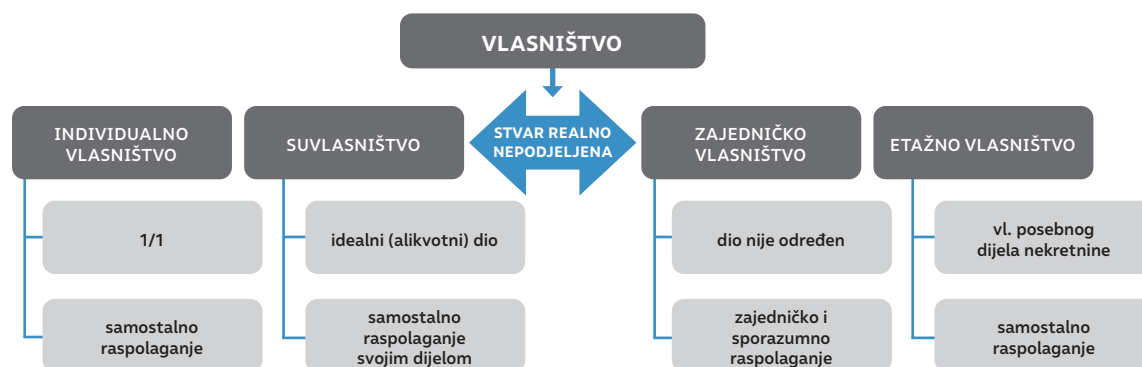 VLASNIŠTVO
INDIVIDUALNO
VLASNIŠTVO
SUVLASNIŠTVO
STVAR REALNO
NEPODJELJENA
ZAJEDNIČKO
VLASNIŠTVO
ETAŽNO VLASNIŠTVO
1/1
idealni (alikvotni) dio
dio nije određen
vl. posebnog
dijela nekretnine
samostalno
raspolaganje
samostalno
raspolaganje
svojim dijelom
zajedničko i
sporazumno
raspolaganje
samostalno
raspolaganje